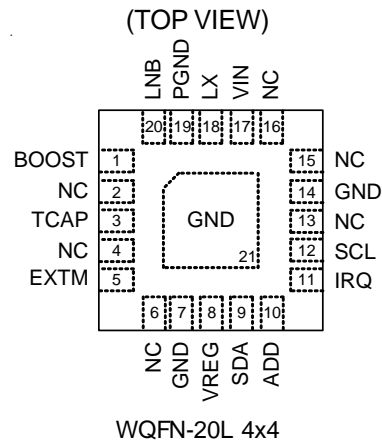 (TOP VIEW)
LNB
PGND
LX
VIN
NC
20 19 18 17 16
BOOST 1 15 NC
NC 2 14 GND
TCAP 3 GND 13 NC
NC 4 12 SCL
EXTM 5 21 11 IRQ
6 7 8 9 10
NC
GND
VREG
SDA
ADD
WQFN-20L 4x4